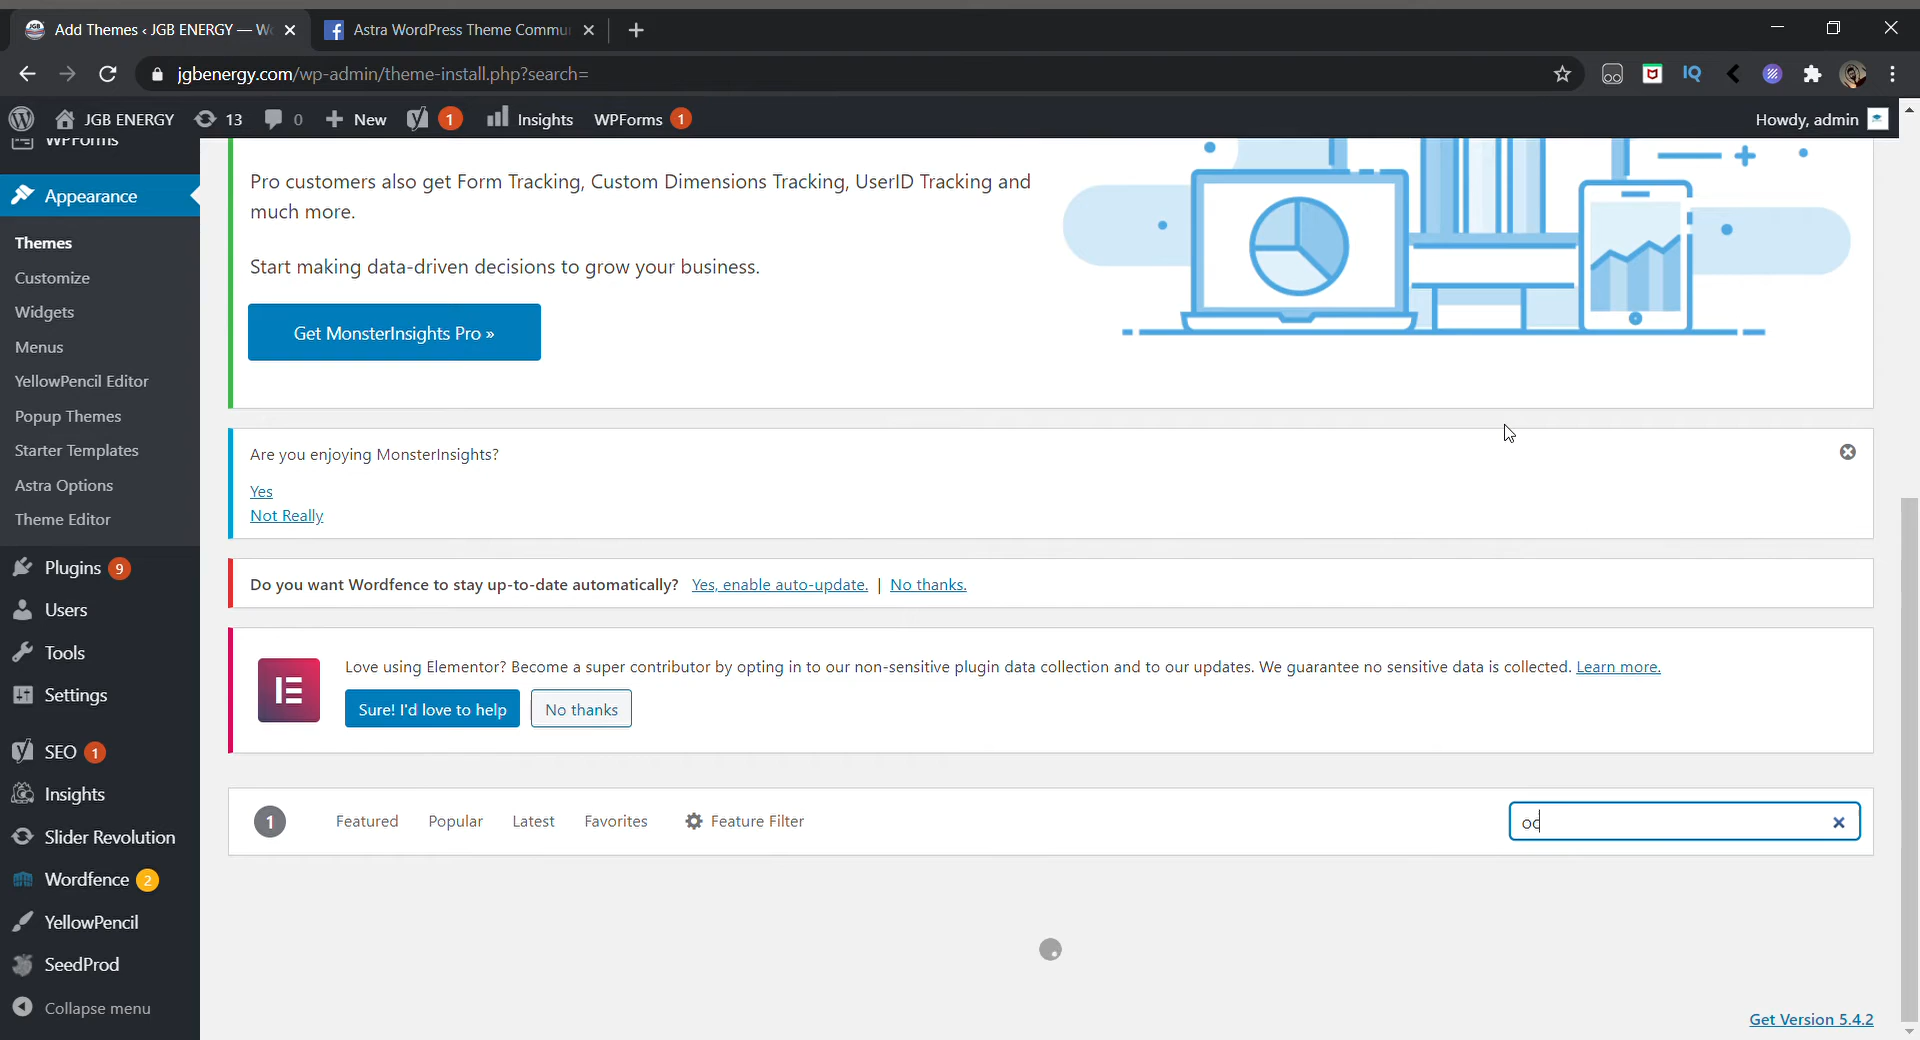 Add Themes ‹ JGB ENERGY — W
Astra WordPress Theme Commu
jgbenergy.com/wp-admin/theme-install.php?search=
JGB ENERGY
13
0
New
1
Insights
WPForms
1
Howdy, admin
WPForms
Appearance
Themes
Customize
Widgets
Menus
YellowPencil Editor
Popup Themes
Starter Templates
Astra Options
Theme Editor
Plugins 9
Users
Tools
Settings
SEO 1
Insights
Slider Revolution
Wordfence 2
YellowPencil
SeedProd
Collapse menu
Pro customers also get Form Tracking, Custom Dimensions Tracking, UserID Tracking and
much more.
Start making data-driven decisions to grow your business.
Get MonsterInsights Pro »
Are you enjoying MonsterInsights?
Yes
Not Really
Do you want Wordfence to stay up-to-date automatically? Yes, enable auto-update. | No thanks.
Love using Elementor? Become a super contributor by opting in to our non-sensitive plugin data collection and to our updates. We guarantee no sensitive data is collected. Learn more.
Sure! I'd love to help
No thanks
1
Featured
Popular
Latest
Favorites
Feature Filter
oc
Get Version 5.4.2